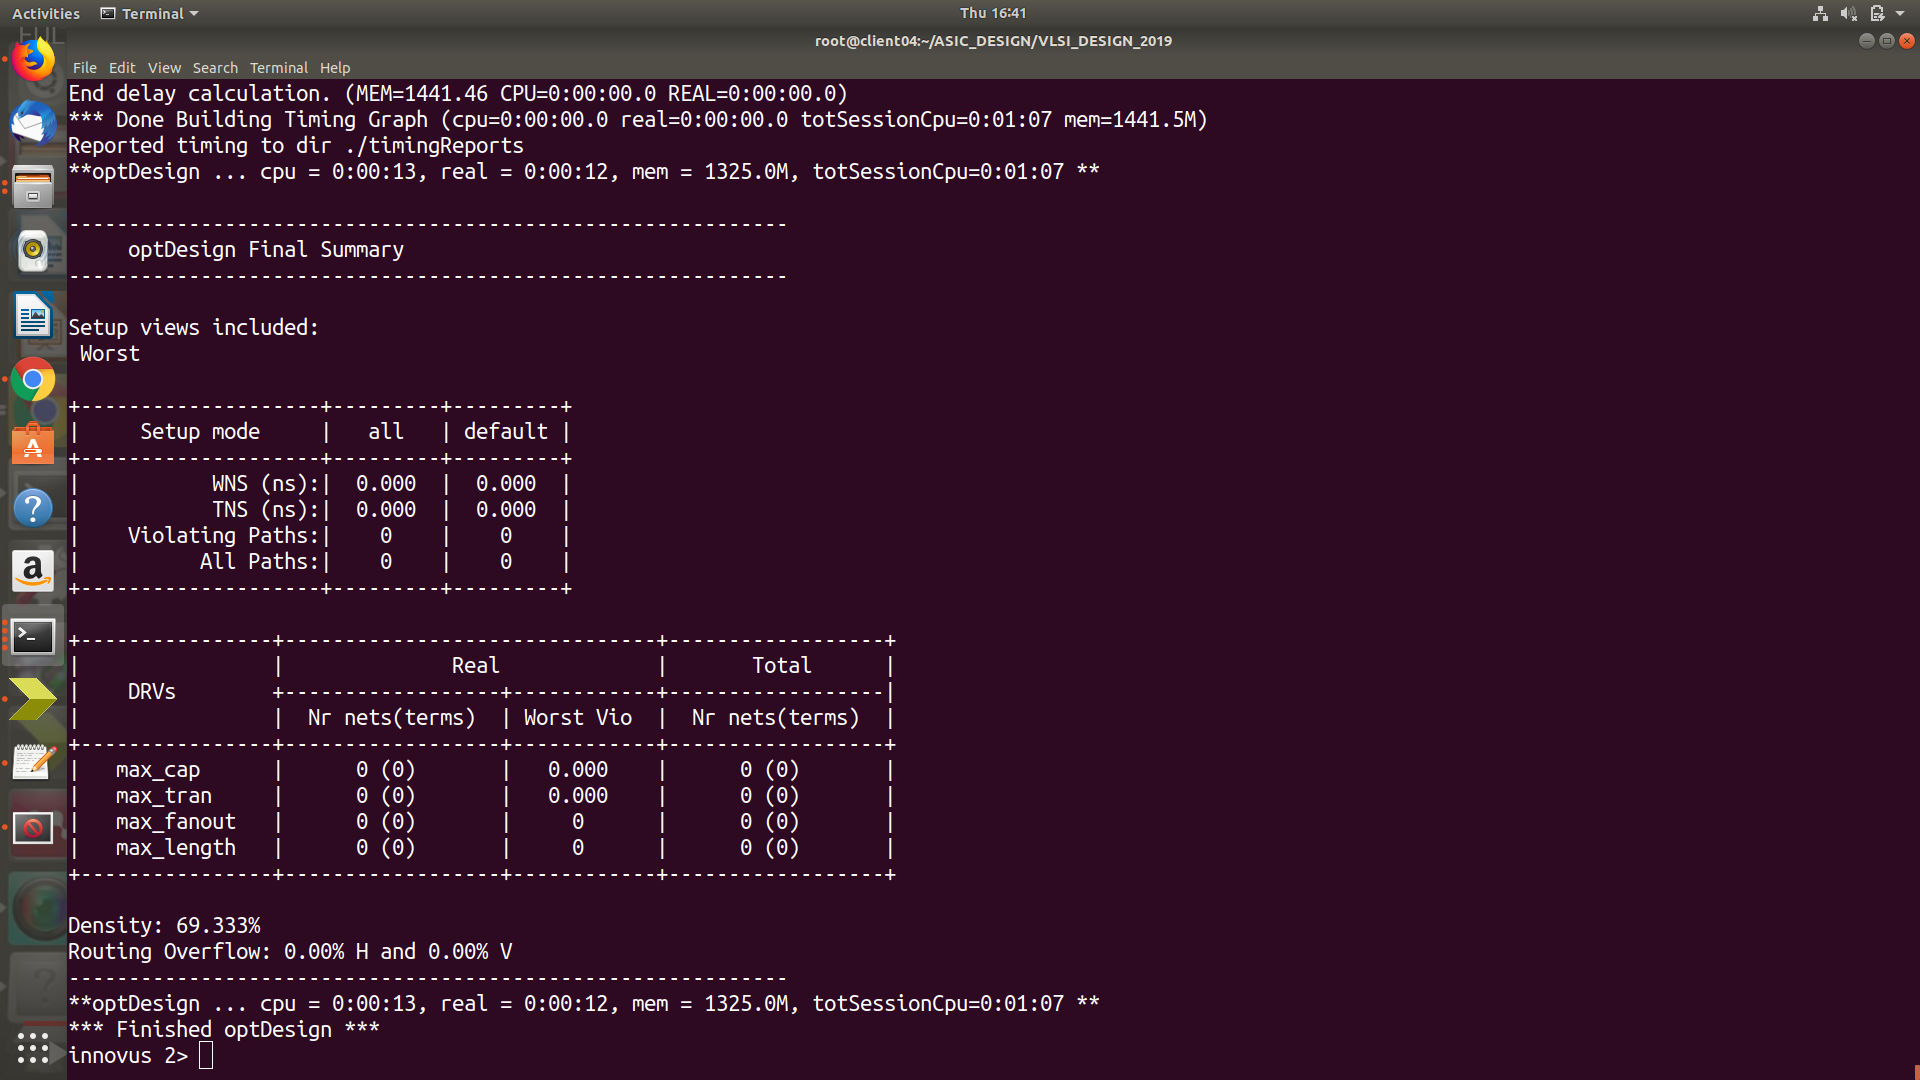 Activities Terminal Thu 16:41
root@client04:~/ASIC_DESIGN/VLSI_DESIGN_2019
File Edit View Search Terminal Help
End delay calculation. (MEM=1441.46 CPU=0:00:00.0 REAL=0:00:00.0)
*** Done Building Timing Graph (cpu=0:00:00.0 real=0:00:00.0 totSessionCpu=0:01:07 mem=1441.5M)
Reported timing to dir ./timingReports
**optDesign ... cpu = 0:00:13, real = 0:00:12, mem = 1325.0M, totSessionCpu=0:01:07 **
------------------------------------------------------------
     optDesign Final Summary
------------------------------------------------------------
Setup views included:
 Worst
+--------------------+---------+---------+
|     Setup mode     |   all   | default |
+--------------------+---------+---------+
|           WNS (ns):|  0.000  |  0.000  |
|           TNS (ns):|  0.000  |  0.000  |
|    Violating Paths:|    0    |    0    |
|          All Paths:|    0    |    0    |
+--------------------+---------+---------+
+----------------+-------------------------------+------------------+
|                |              Real             |       Total      |
|    DRVs        +------------------+------------+------------------|
|                |  Nr nets(terms)  | Worst Vio  |  Nr nets(terms)  |
+----------------+------------------+------------+------------------+
|   max_cap      |      0 (0)       |   0.000    |      0 (0)       |
|   max_tran     |      0 (0)       |   0.000    |      0 (0)       |
|   max_fanout   |      0 (0)       |     0      |      0 (0)       |
|   max_length   |      0 (0)       |     0      |      0 (0)       |
+----------------+------------------+------------+------------------+
Density: 69.333%
Routing Overflow: 0.00% H and 0.00% V
------------------------------------------------------------
**optDesign ... cpu = 0:00:13, real = 0:00:12, mem = 1325.0M, totSessionCpu=0:01:07 **
*** Finished optDesign ***
innovus 2>